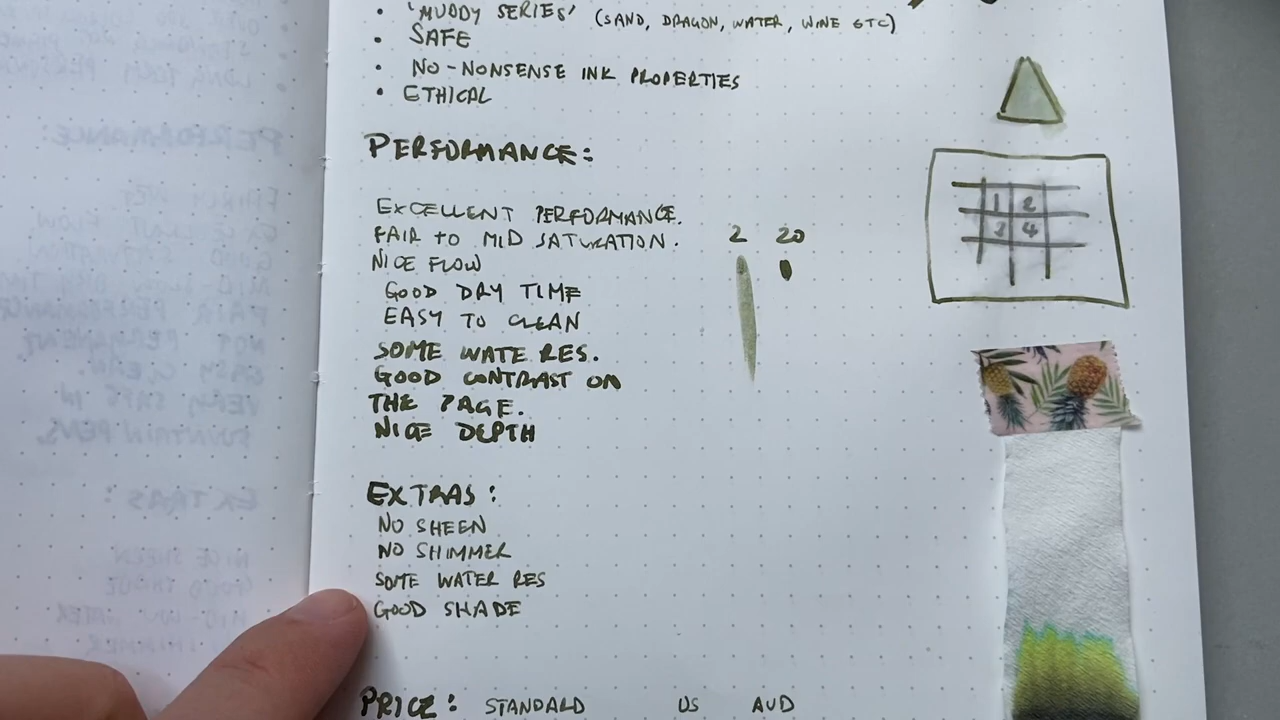 • 'MUDDY SERIES' (SAND, DRAGON, WATER, WINE ETC)
• SAFE
• NO-NONSENSE INK PROPERTIES
• ETHICAL
PERFORMANCE:
EXCELLENT PERFORMANCE.
FAIR TO MID SATURATION.
2 20
NICE FLOW
GOOD DRY TIME
EASY TO CLEAN
SOME WATE RES.
GOOD CONTRAST ON
THE PAGE.
NICE DEPTH
1 2
3 4
EXTRAS:
NO SHEEN
NO SHIMMER
SOME WATER RES
GOOD SHADE
PRICE: STANDARD US AUD